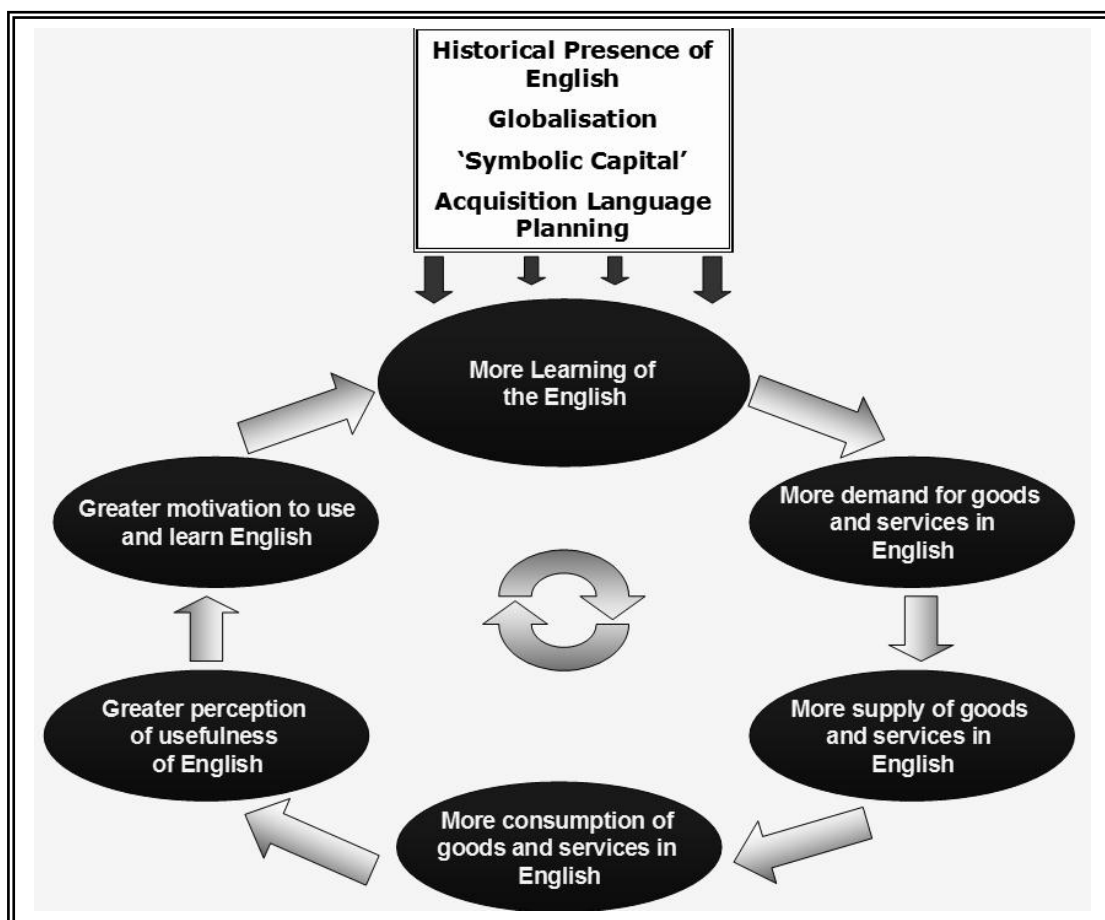 Historical Presence of
English
Globalisation
‘Symbolic Capital’
Acquisition Language
Planning
More Learning of
the English
More demand for goods
and services in
English
More supply of goods
and services in
English
More consumption of
goods and services in
English
Greater perception
of usefulness
of English
Greater motivation to use
and learn English